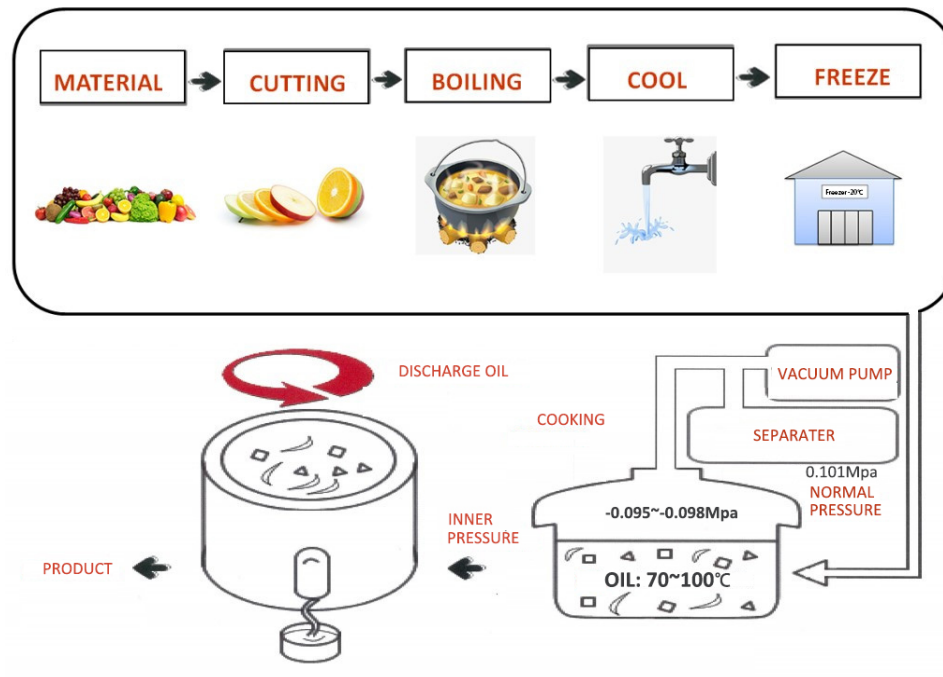 MATERIAL
CUTTING
BOILING
COOL
FREEZE
Freezer -20℃
DISCHARGE OIL
VACUUM PUMP
COOKING
SEPARATER
0.101Mpa
NORMAL
PRESSURE
-0.095~-0.098Mpa
INNER
PRESSURE
OIL: 70~100℃
PRODUCT